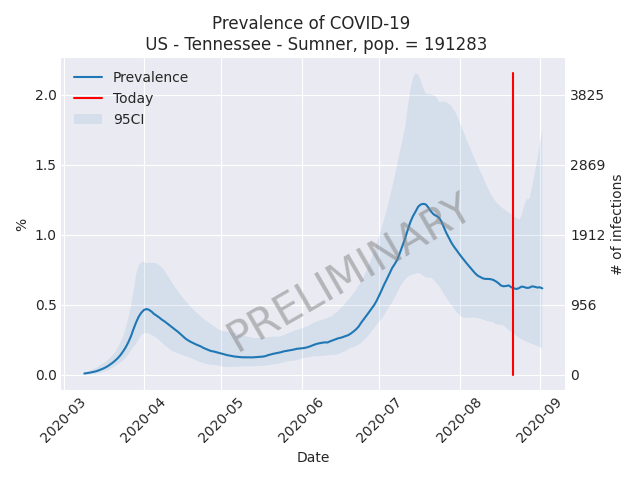 Prevalence of COVID-19
US - Tennessee - Sumner, pop. = 191283
Prevalence
Today
95CI
PRELIMINARY
%
2.0
1.5
1.0
0.5
0.0
3825
2869
1912
956
0
# of infections
2020-03
2020-04
2020-05
2020-06
2020-07
2020-08
2020-09
Date